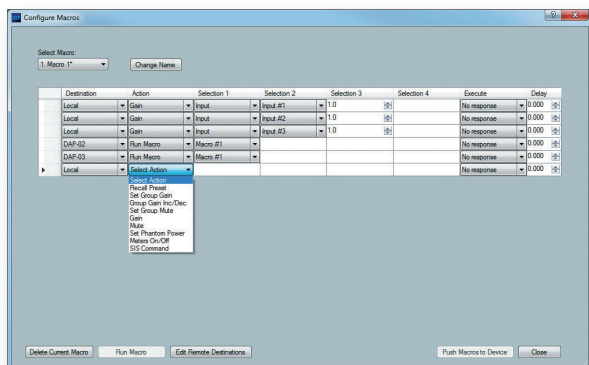 Configure Macros
Select Macro:
1. Macro 1* Change Name
Destination Action Selection 1 Selection 2 Selection 3 Selection 4 Execute Delay
Local Gain Input Input #1 1.0 No response 0.000
Local Gain Input Input #2 1.0 No response 0.000
Local Gain Input Input #3 1.0 No response 0.000
DAP-02 Run Macro Macro #1 No response 0.000
DAP-03 Run Macro Macro #1 No response 0.000
Local Select Action No response 0.000
Select Action
Recall Preset
Set Group Gain
Group Gain Inc/Dec
Set Group Mute
Gain
Mute
Set Phantom Power
Meters On/Off
SIS Command
Delete Current Macro Run Macro Edit Remote Destinations Push Macros to Device Close